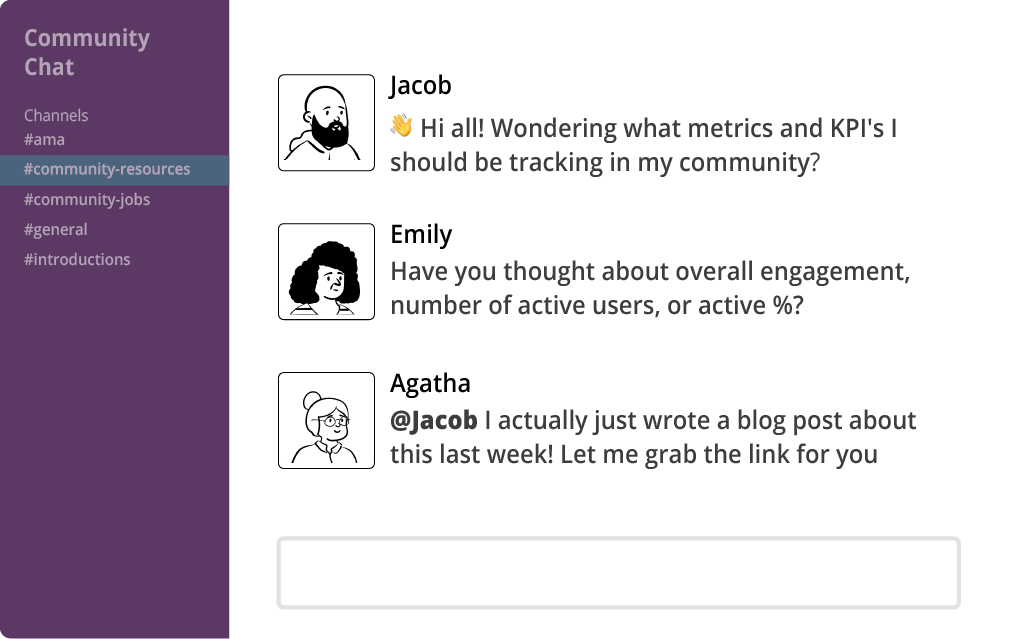 Community
Chat
Channels
#ama
#community-resources
#community-jobs
#general
#introductions
Jacob
👋 Hi all! Wondering what metrics and KPI's I
should be tracking in my community?
Emily
Have you thought about overall engagement,
number of active users, or active %?
Agatha
@Jacob I actually just wrote a blog post about
this last week! Let me grab the link for you